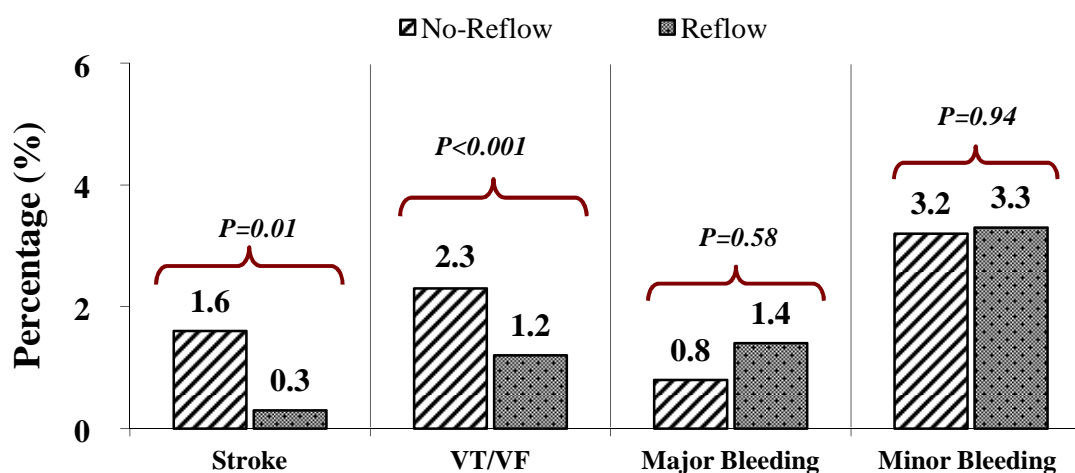 No-Reflow Reflow
Percentage (%)
6
4
2
0
P=0.01
1.6
0.3
P<0.001
2.3
1.2
P=0.58
0.8
1.4
P=0.94
3.2
3.3
Stroke VT/VF Major Bleeding Minor Bleeding